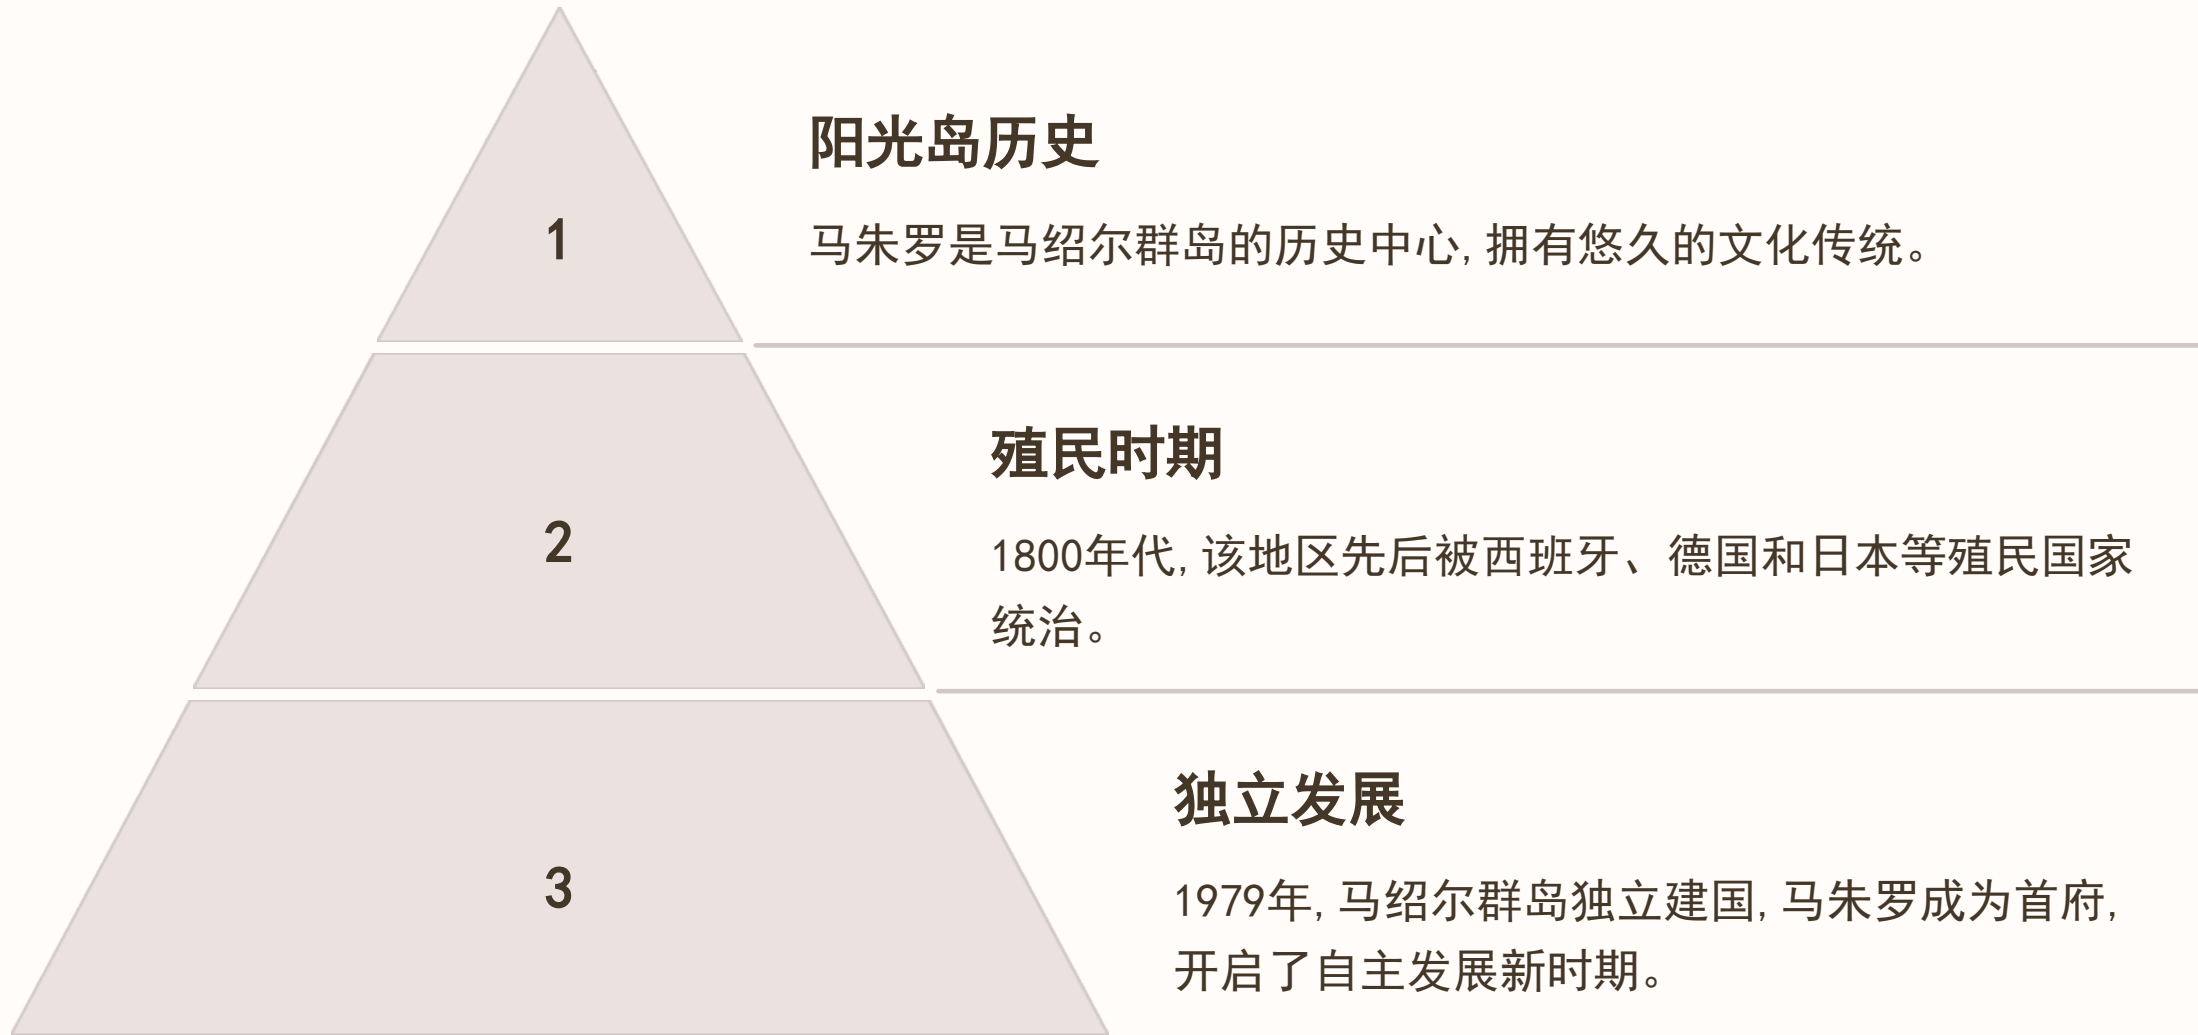 阳光岛历史
1
马朱罗是马绍尔群岛的历史中心, 拥有悠久的文化传统。
殖民时期
2
1800年代, 该地区先后被西班牙、德国和日本等殖民国家
统治。
独立发展
3
1979年, 马绍尔群岛独立建国, 马朱罗成为首府,
开启了自主发展新时期。